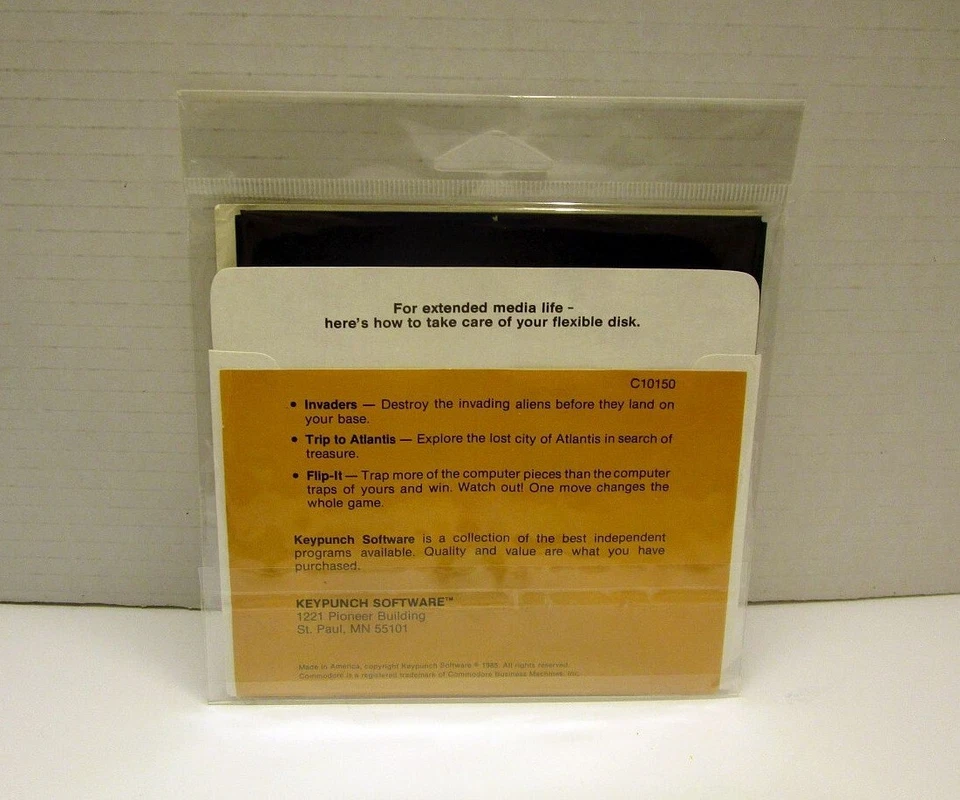 For extended media life -
here's how to take care of your flexible disk.
C10150
• Invaders — Destroy the invading aliens before they land on
your base.
• Trip to Atlantis — Explore the lost city of Atlantis in search of
treasure.
• Flip-It — Trap more of the computer pieces than the computer
traps of yours and win. Watch out! One move changes the
whole game.
Keypunch Software is a collection of the best independent
programs available. Quality and value are what you have
purchased.
KEYPUNCH SOFTWARE™
1221 Pioneer Building
St. Paul, MN 55101
Made in America, copyright Keypunch Software © 1985. All rights reserved.
Commodore is a registered trademark of Commodore Business Machines, Inc.